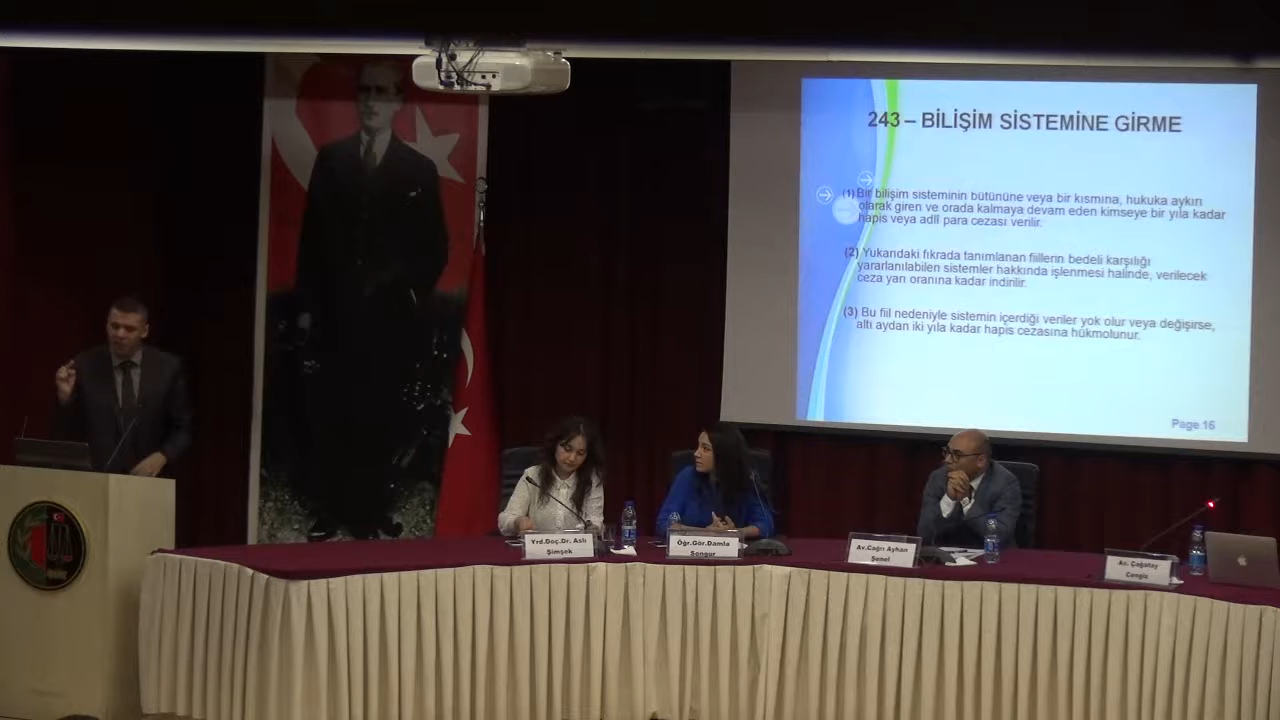 243 – BİLİŞİM SİSTEMİNE GİRME
(1) Bir bilişim sisteminin bütününe veya bir kısmına, hukuka aykırı
olarak giren ve orada kalmaya devam eden kimseye bir yıla kadar
hapis veya adlî para cezası verilir.
(2) Yukarıdaki fıkrada tanımlanan fiillerin bedeli karşılığı
yararlanılabilen sistemler hakkında işlenmesi halinde, verilecek
ceza yarı oranına kadar indirilir.
(3) Bu fiil nedeniyle sistemin içerdiği veriler yok olur veya değişirse,
altı aydan iki yıla kadar hapis cezasına hükmolunur.
Page 16
Yrd.Doç.Dr. Aslı
Şimşek
Öğr.Gör.Damla
Songur
Av.Cağrı Ayhan
Şenel
Av. Çağatay
Cengiz